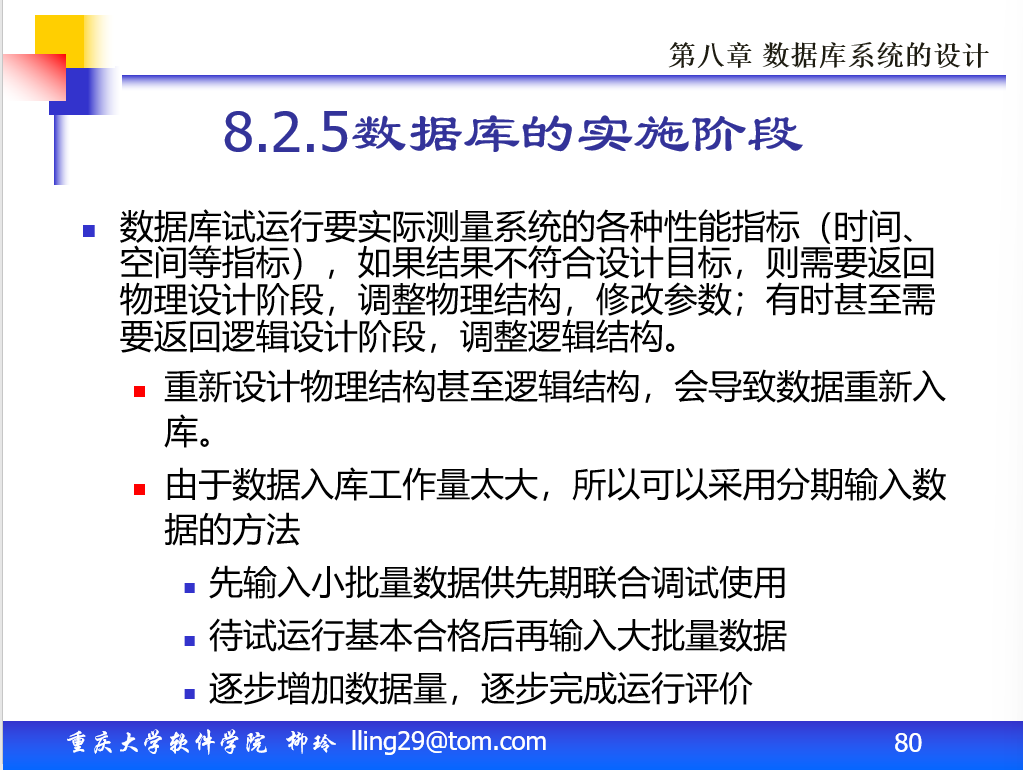 第八章 数据库系统的设计
8.2.5数据库的实施阶段
数据库试运行要实际测量系统的各种性能指标（时间、
空间等指标），如果结果不符合设计目标，则需要返回
物理设计阶段，调整物理结构，修改参数；有时甚至需
要返回逻辑设计阶段，调整逻辑结构。
重新设计物理结构甚至逻辑结构，会导致数据重新入
库。
由于数据入库工作量太大，所以可以采用分期输入数
据的方法
先输入小批量数据供先期联合调试使用
待试运行基本合格后再输入大批量数据
逐步增加数据量，逐步完成运行评价
重庆大学软件学院 柳玲 lling29@tom.com 80